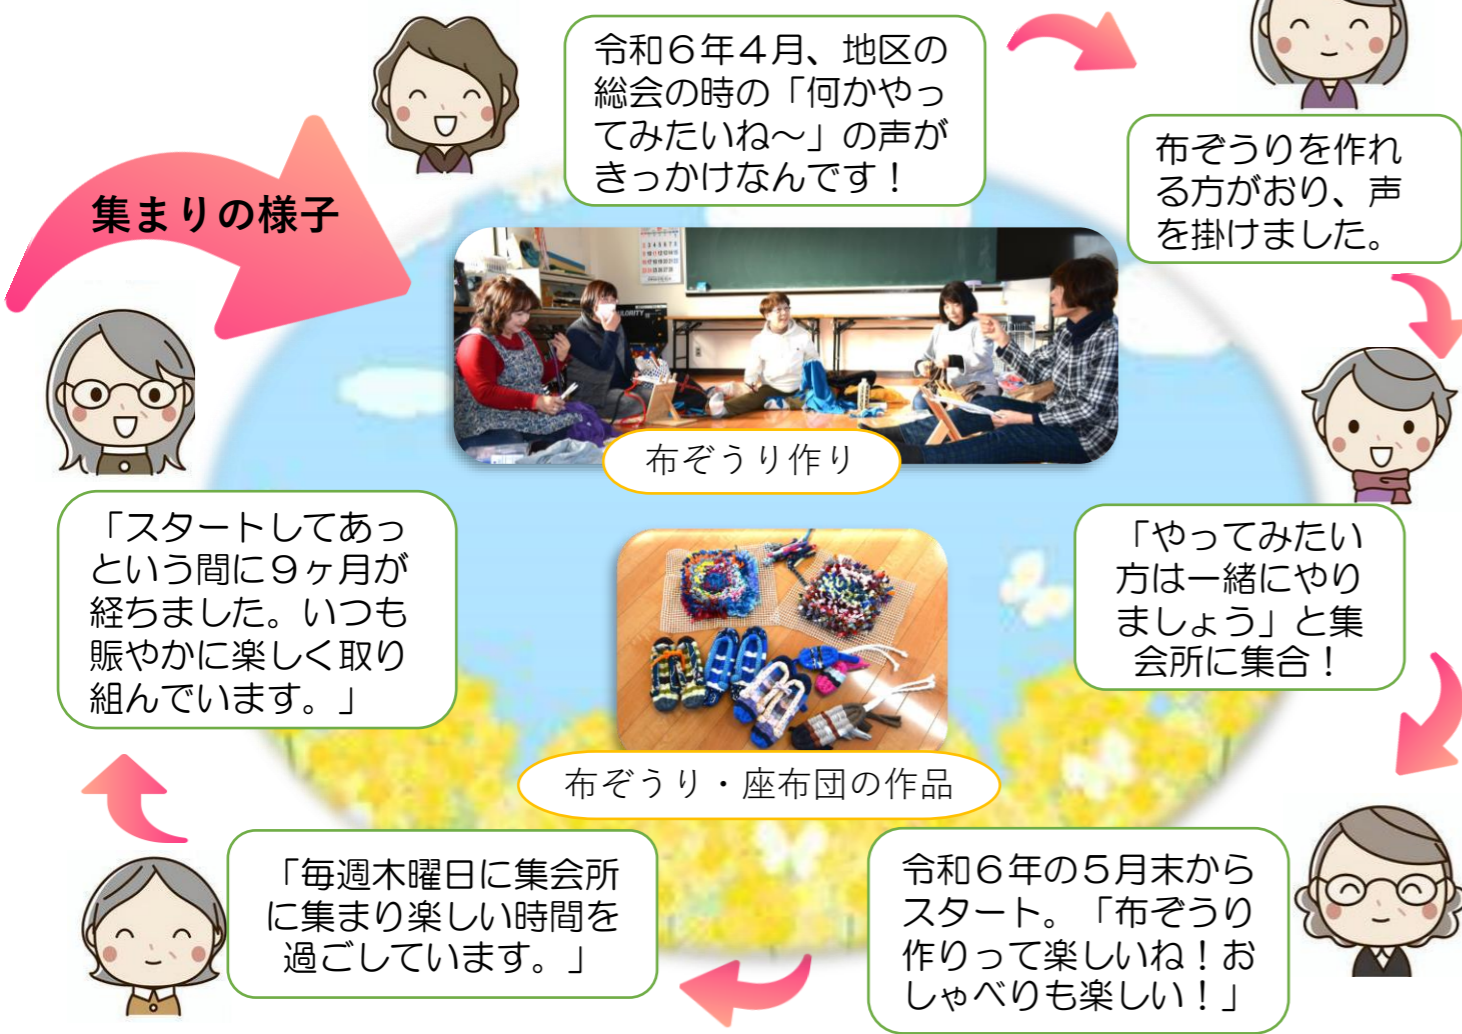 集まりの様子
令和６年４月、地区の
総会の時の「何かやっ
てみたいね～」の声が
きっかけなんです！
布ぞうりを作れ
る方がおり、声
を掛けました。
「やってみたい
方は一緒にやり
ましょう」と集
会所に集合！
令和６年の５月末から
スタート。「布ぞうり
作りって楽しいね！お
しゃべりも楽しい！」
「毎週木曜日に集会所
に集まり楽しい時間を
過ごしています。」
「スタートしてあっ
という間に９ヶ月が
経ちました。いつも
賑やかに楽しく取り
組んでいます。」
布ぞうり作り
布ぞうり・座布団の作品